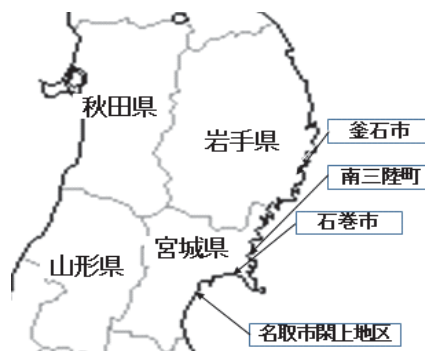 秋田県
岩手県
釜石市
南三陸町
石巻市
宮城県
山形県
名取市閖上地区